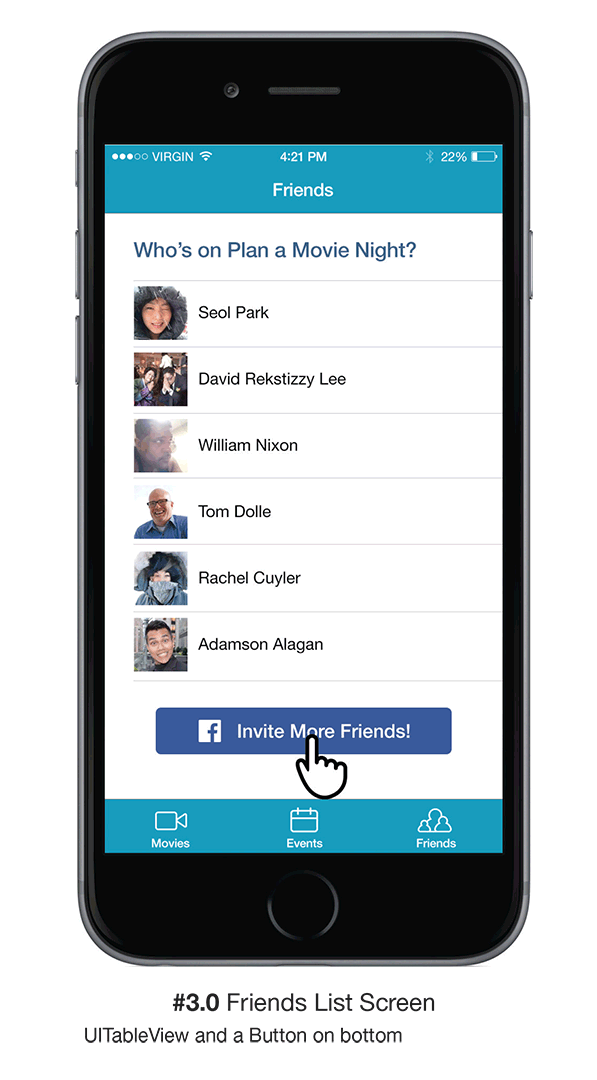 VIRGIN 4:21 PM 22%
Friends
Who's on Plan a Movie Night?
Seol Park
David Rekstizzy Lee
William Nixon
Tom Dolle
Rachel Cuyler
Adamson Alagan
Invite More Friends!
Movies Events Friends
#3.0 Friends List Screen
UITableView and a Button on bottom